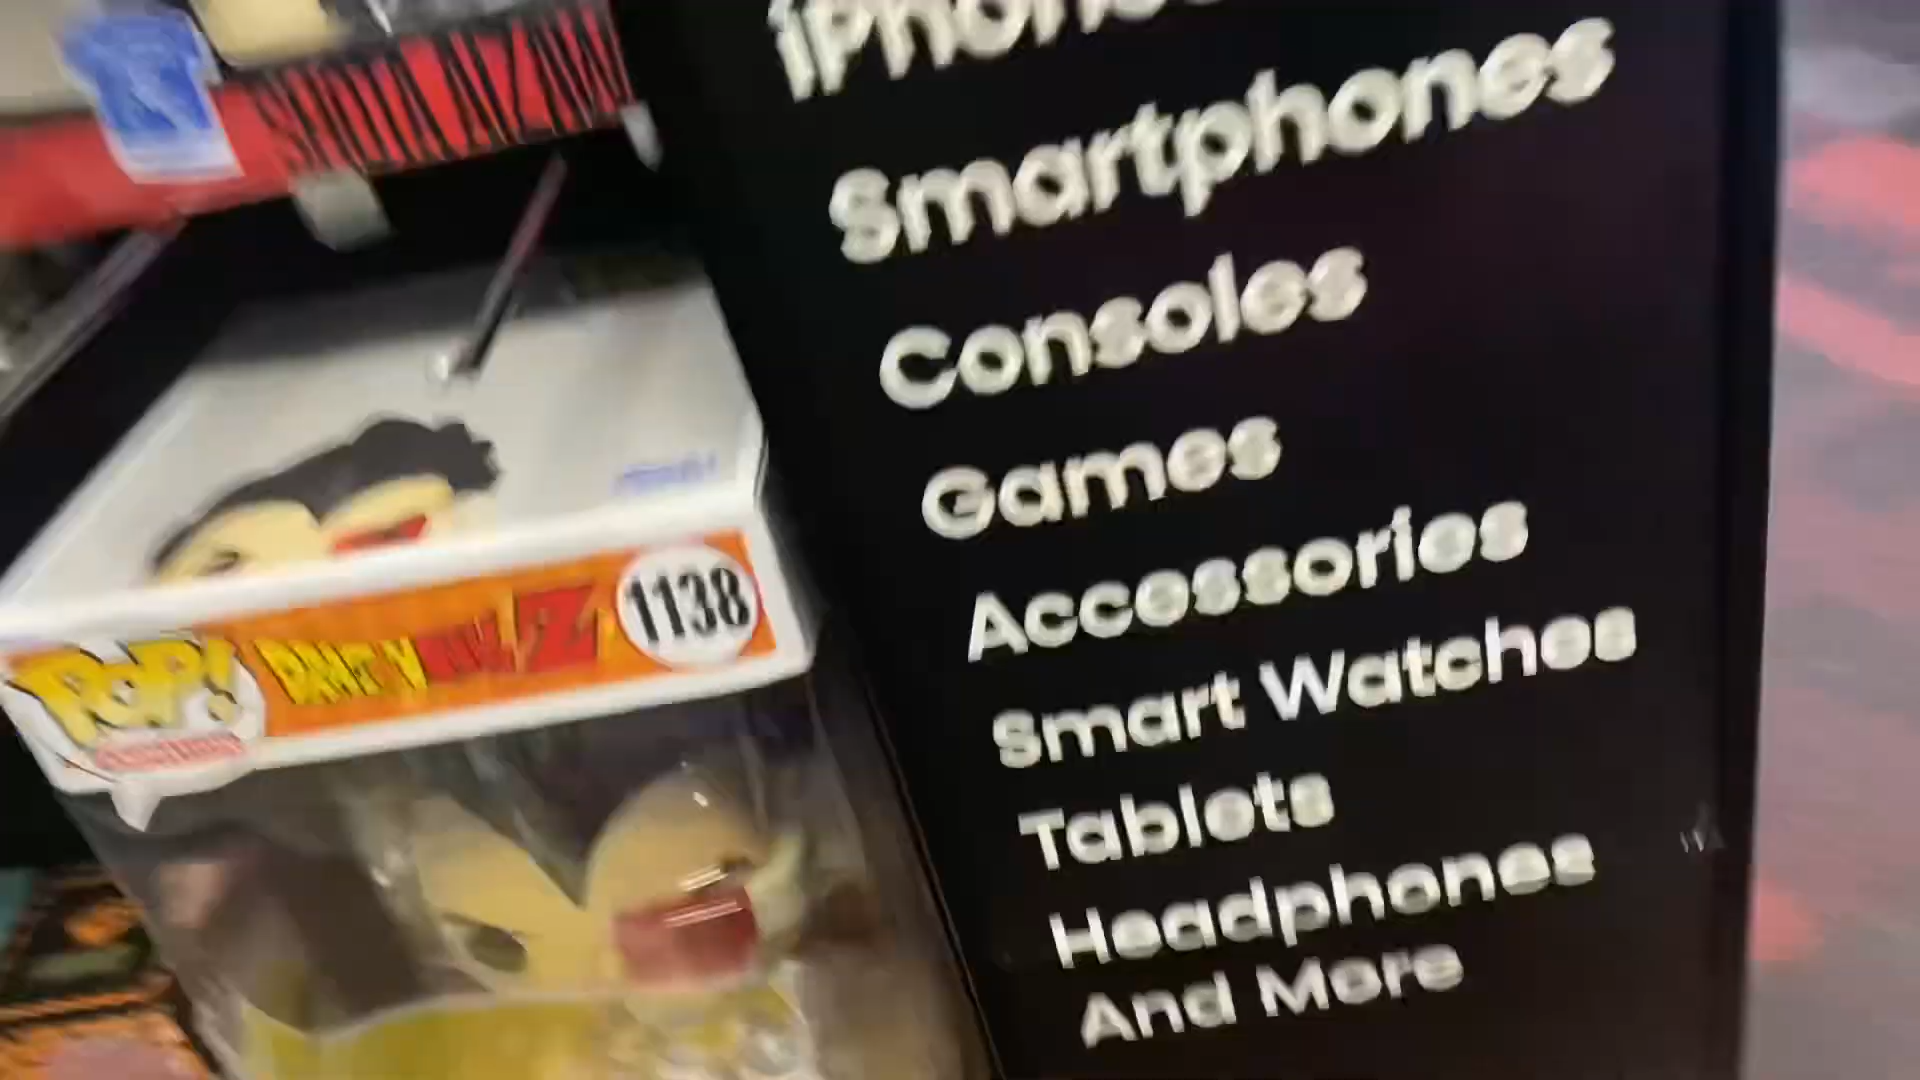 Smartphones
Consoles
Games
Accessories
Smart Watches
Tablets
Headphones
And More
POP!
1138